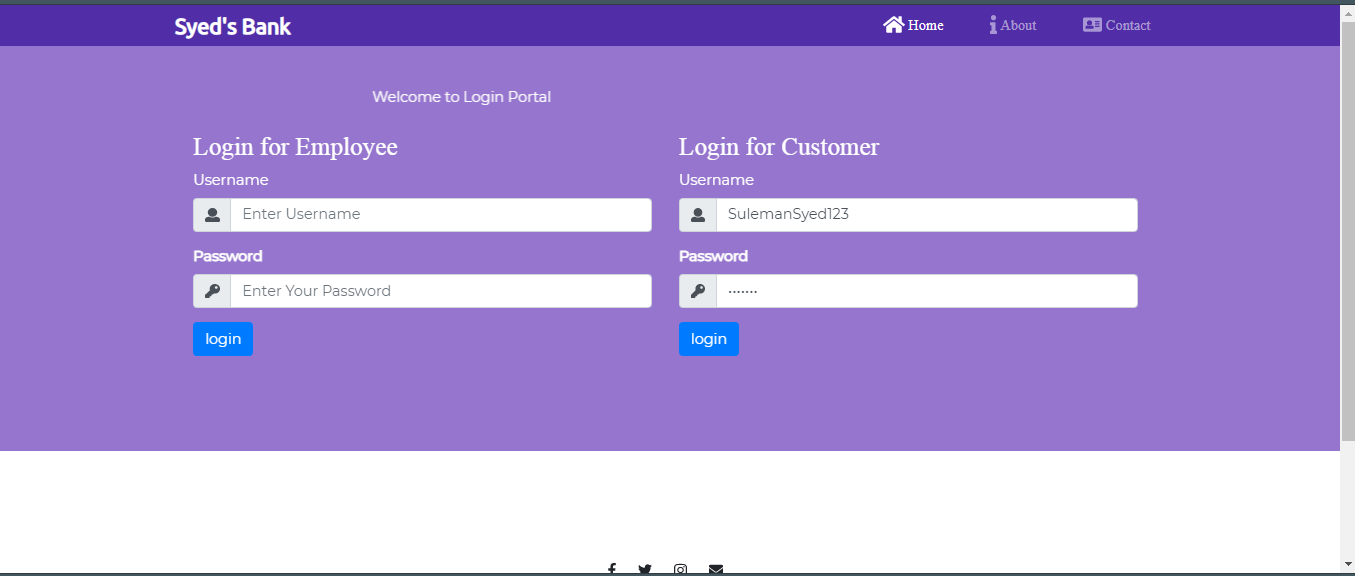 Syed's Bank
Home
About
Contact
Welcome to Login Portal
Login for Employee
Username
Enter Username
Password
Enter Your Password
login
Login for Customer
Username
SulemanSyed123
Password
·······
login